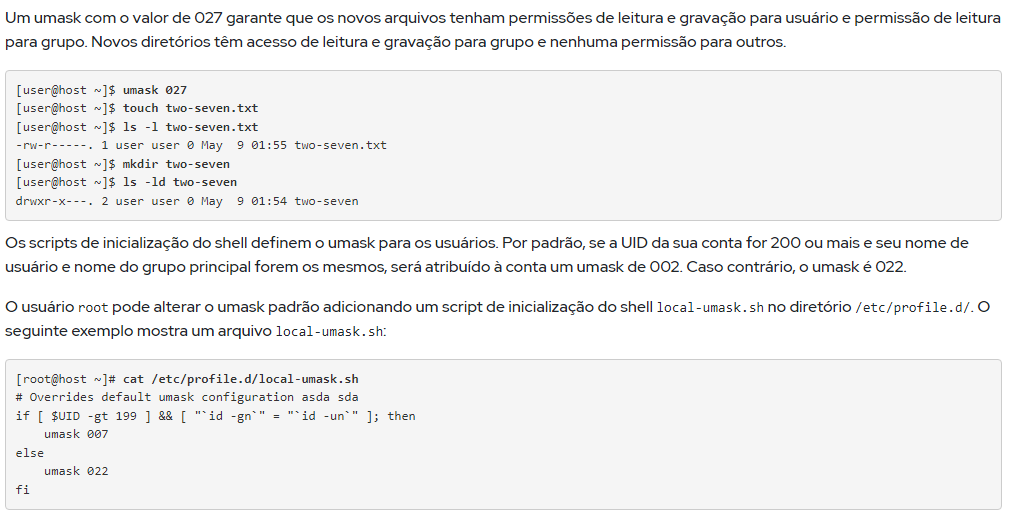 Um umask com o valor de 027 garante que os novos arquivos tenham permissões de leitura e gravação para usuário e permissão de leitura
para grupo. Novos diretórios têm acesso de leitura e gravação para grupo e nenhuma permissão para outros.
[user@host ~]$ umask 027
[user@host ~]$ touch two-seven.txt
[user@host ~]$ ls -l two-seven.txt
-rw-r-----. 1 user user 0 May  9 01:55 two-seven.txt
[user@host ~]$ mkdir two-seven
[user@host ~]$ ls -ld two-seven
drwxr-x---. 2 user user 0 May  9 01:54 two-seven
Os scripts de inicialização do shell definem o umask para os usuários. Por padrão, se a UID da sua conta for 200 ou mais e seu nome de
usuário e nome do grupo principal forem os mesmos, será atribuído à conta um umask de 002. Caso contrário, o umask é 022.
O usuário root pode alterar o umask padrão adicionando um script de inicialização do shell local-umask.sh no diretório /etc/profile.d/. O
seguinte exemplo mostra um arquivo local-umask.sh:
[root@host ~]# cat /etc/profile.d/local-umask.sh
# Overrides default umask configuration asda sda
if [ $UID -gt 199 ] && [ "`id -gn`" = "`id -un`" ]; then
    umask 007
else
    umask 022
fi